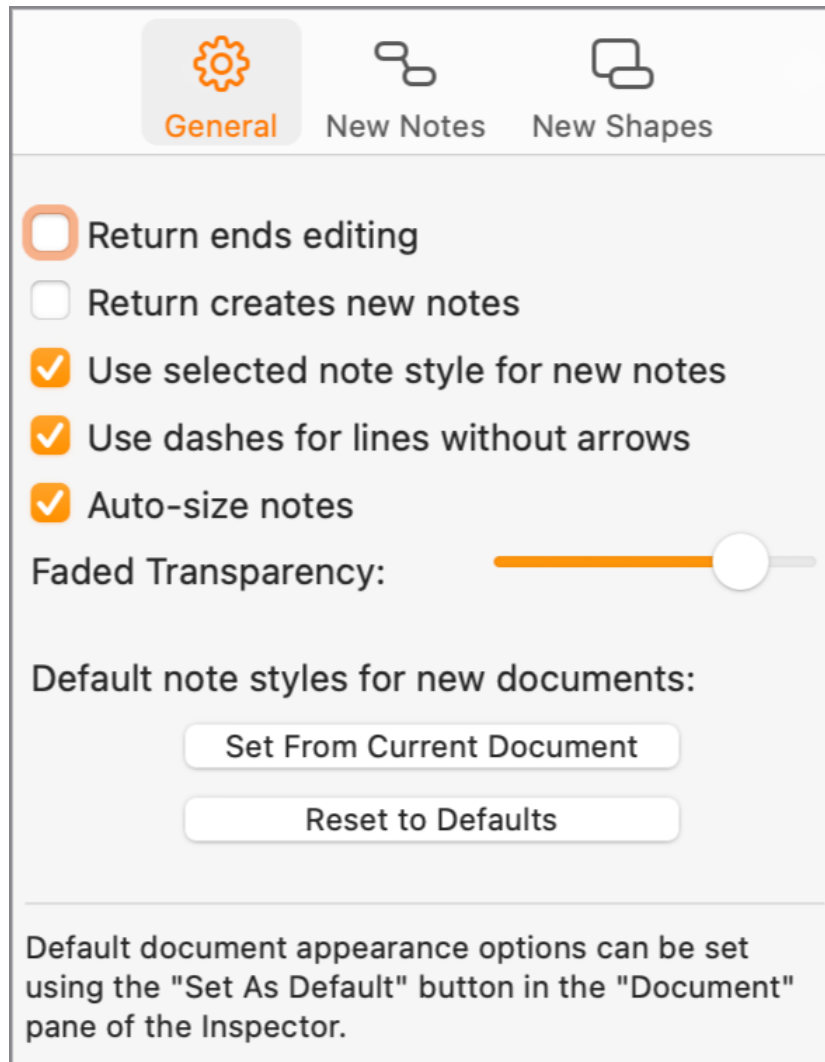 General New Notes New Shapes
Return ends editing
Return creates new notes
Use selected note style for new notes
Use dashes for lines without arrows
Auto-size notes
Faded Transparency:
Default note styles for new documents:
Set From Current Document
Reset to Defaults
Default document appearance options can be set
using the "Set As Default" button in the "Document"
pane of the Inspector.